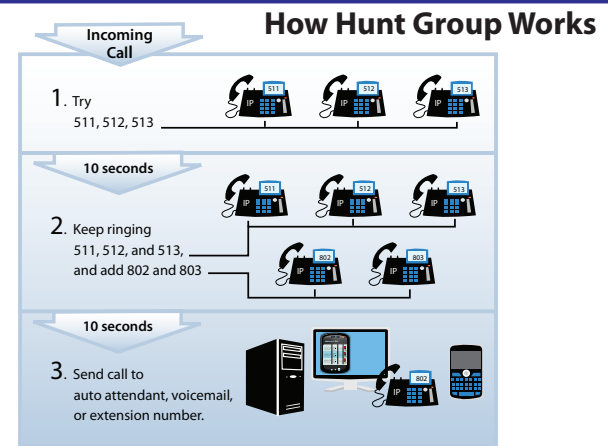 How Hunt Group Works
Incoming
Call
1. Try
511, 512, 513
511
IP
512
IP
513
IP
10 seconds
2. Keep ringing
511, 512, and 513,
and add 802 and 803
511
IP
512
IP
513
IP
802
IP
803
IP
10 seconds
3. Send call to
auto attendant, voicemail,
or extension number.
802
IP